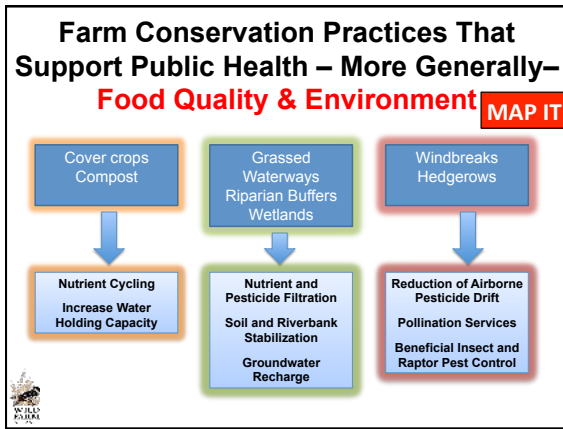 Farm Conservation Practices That
Support Public Health – More Generally–
Food Quality & Environment
MAP IT
Cover crops
Compost
Grassed
Waterways
Riparian Buffers
Wetlands
Windbreaks
Hedgerows
Nutrient Cycling
Increase Water
Holding Capacity
Nutrient and
Pesticide Filtration
Soil and Riverbank
Stabilization
Groundwater
Recharge
Reduction of Airborne
Pesticide Drift
Pollination Services
Beneficial Insect and
Raptor Pest Control
WILD
FARM